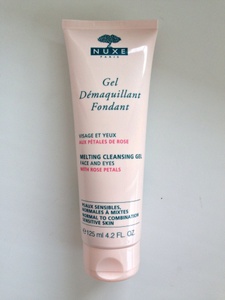 NUXE
PARIS
Gel
Démaquillant
Fondant
VISAGE ET YEUX
AUX PÉTALES DE ROSE
MELTING CLEANSING GEL
FACE AND EYES
WITH ROSE PETALS
PEAUX SENSIBLES,
NORMALES À MIXTES
NORMAL TO COMBINATION
SENSITIVE SKIN
℮ 125 ml 4.2 FL. OZ